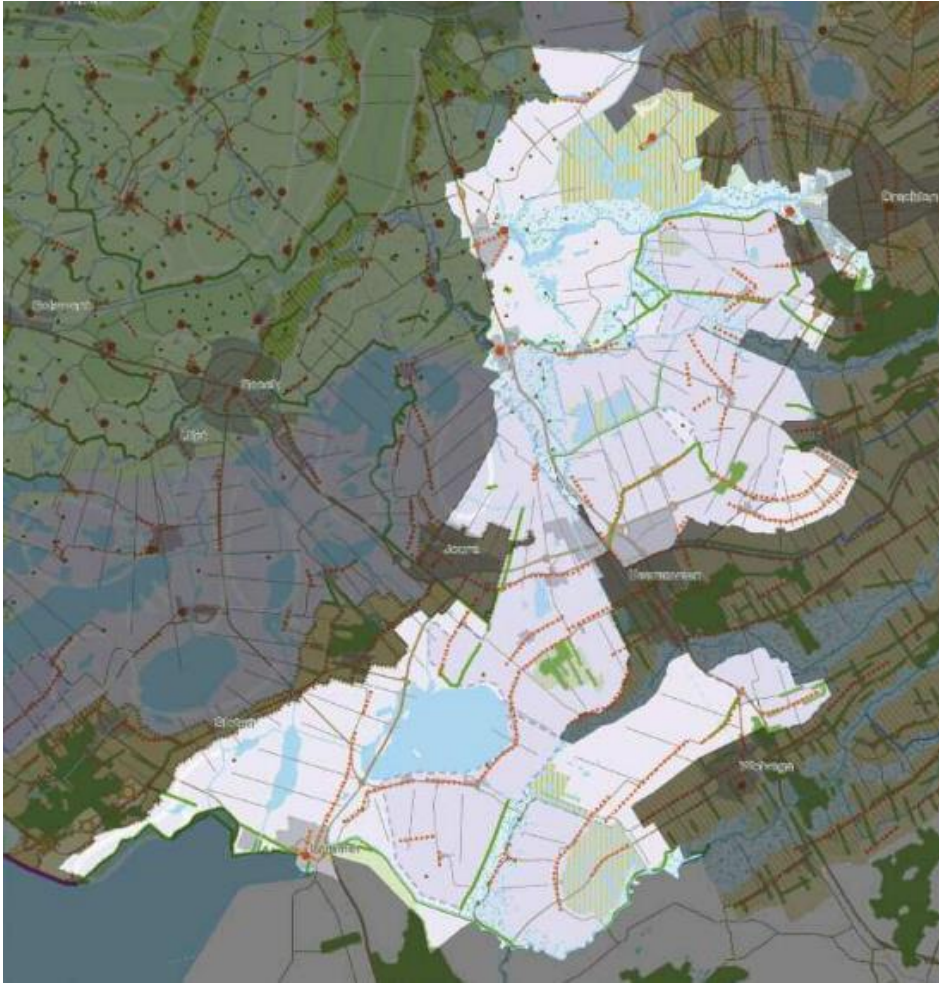 Drachten
Bolsward
Sneek
IJlst
Joure
Heerenveen
Sloten
Wolvega
Lemmer